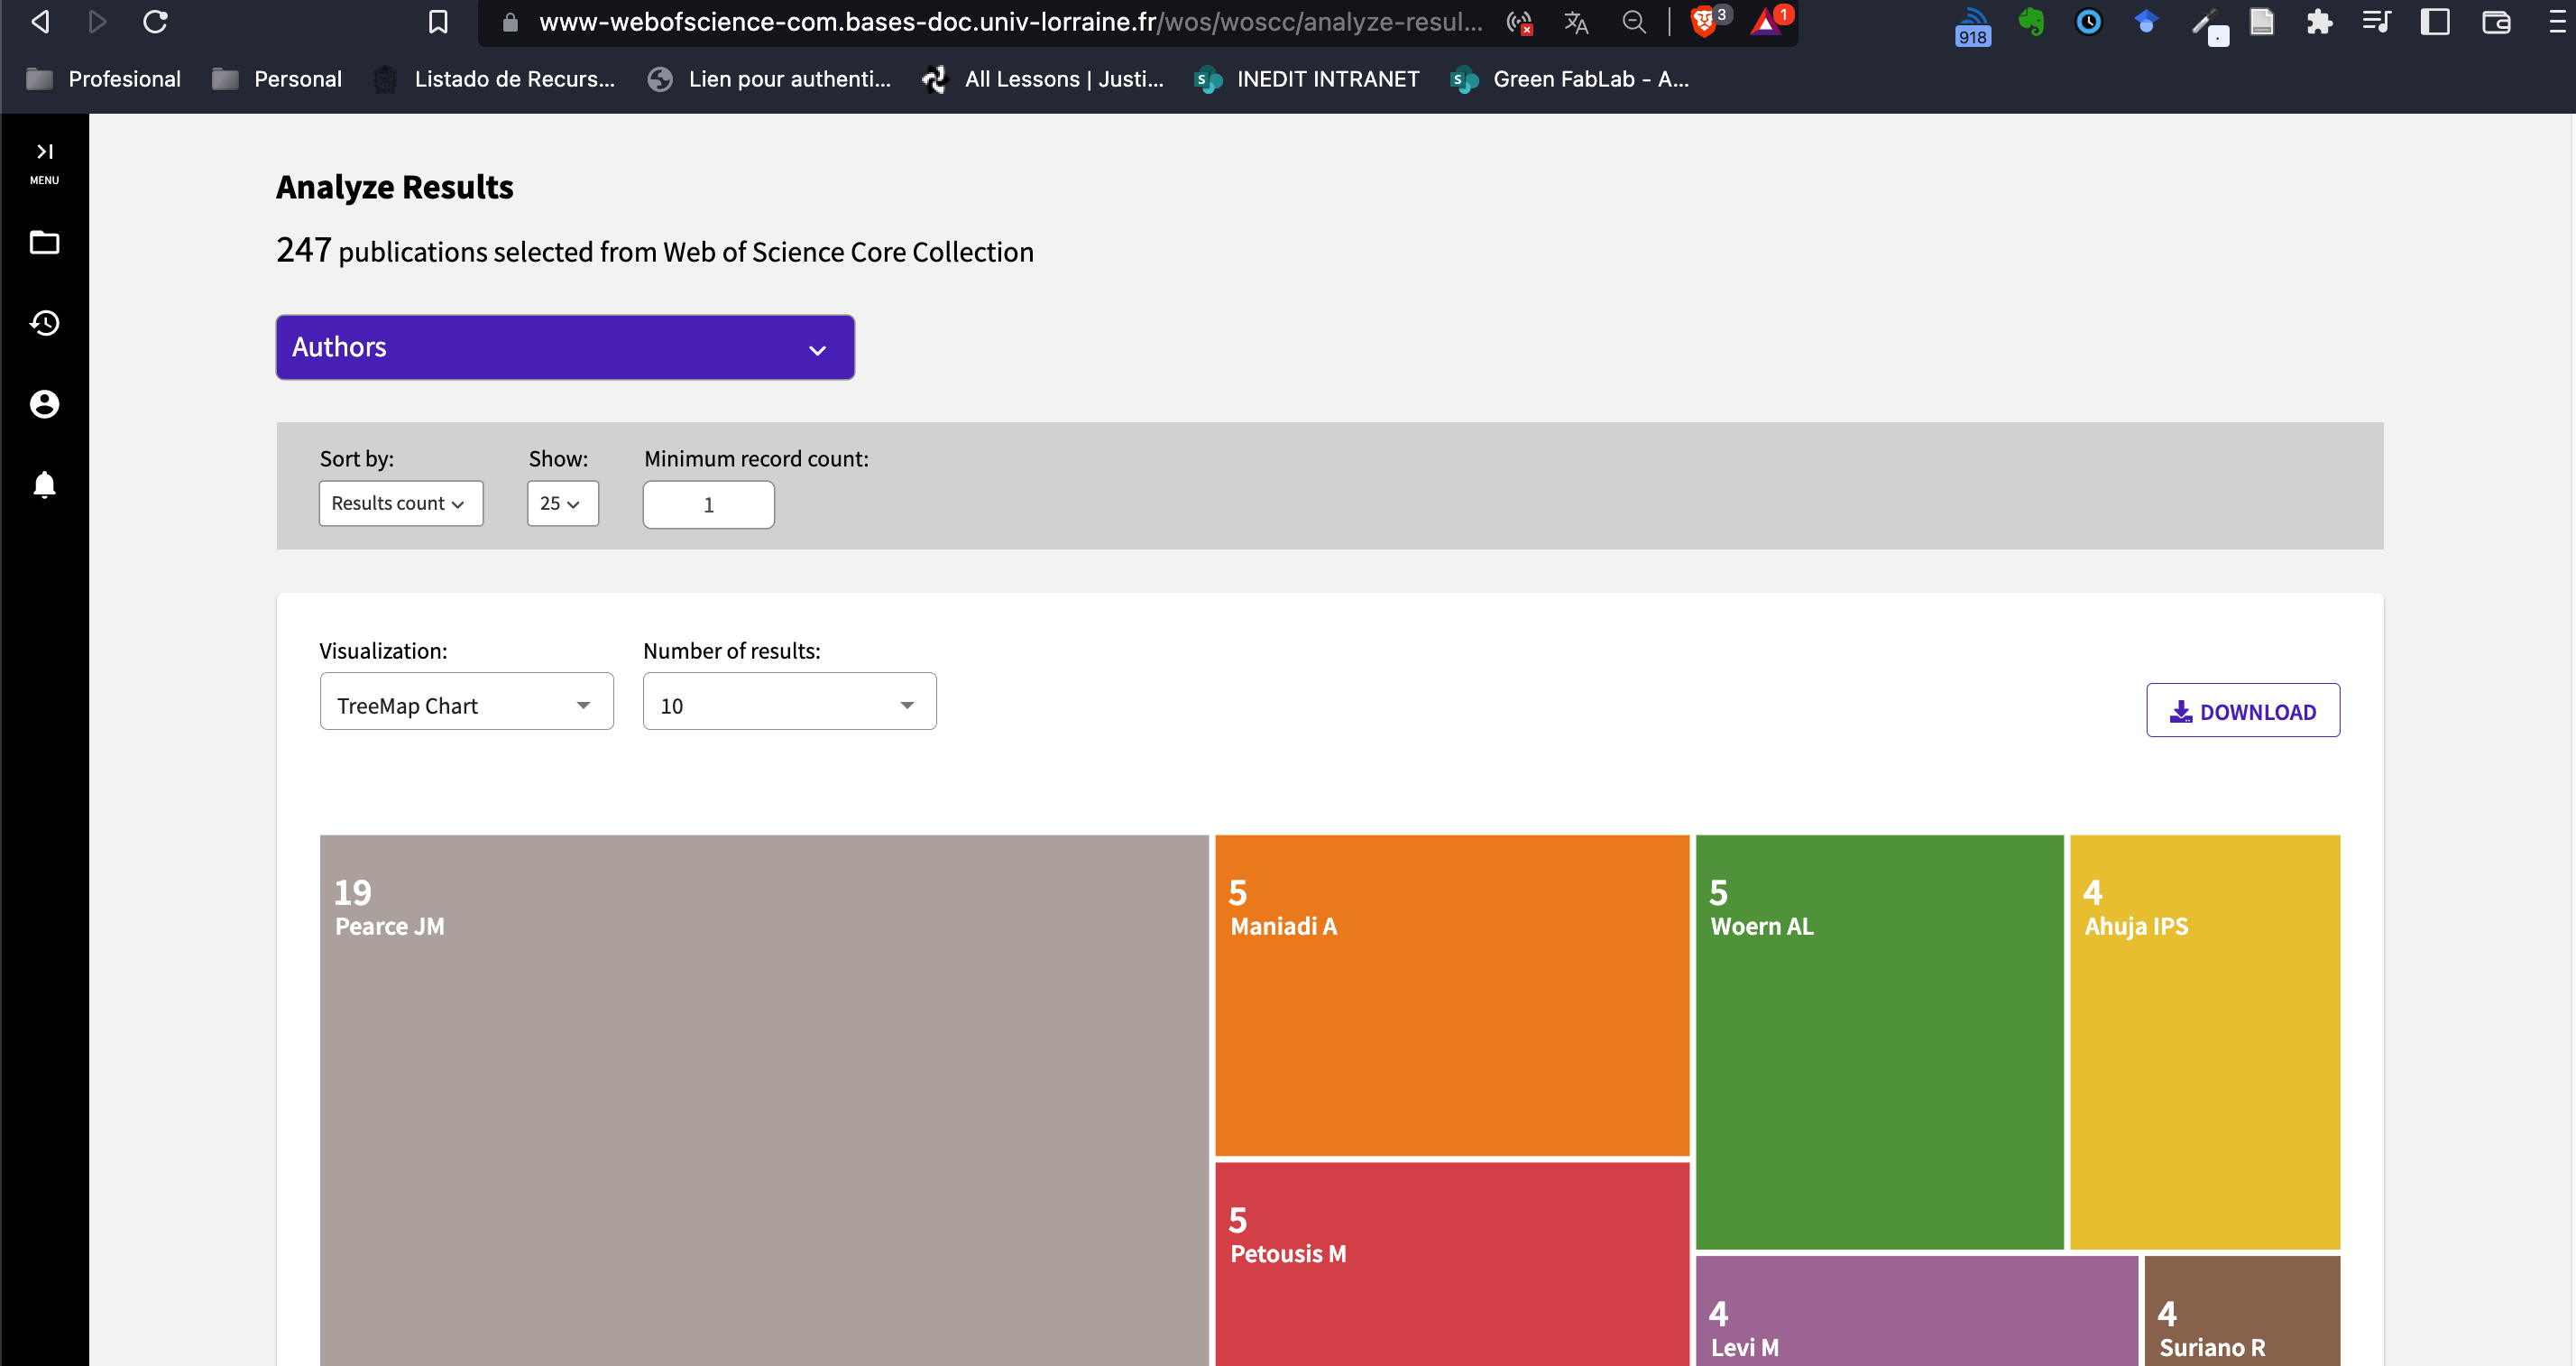 www-webofscience-com.bases-doc.univ-lorraine.fr/wos/woscc/analyze-resul...
3
1
918
Profesional
Personal
Listado de Recurs...
Lien pour authenti...
All Lessons | Justi...
INEDIT INTRANET
Green FabLab - A...
MENU
Analyze Results
247 publications selected from Web of Science Core Collection
Authors
Sort by:
Show:
Minimum record count:
Results count
25
1
Visualization:
Number of results:
TreeMap Chart
10
DOWNLOAD
19
Pearce JM
5
Maniadi A
5
Woern AL
4
Ahuja IPS
5
Petousis M
4
Levi M
4
Suriano R